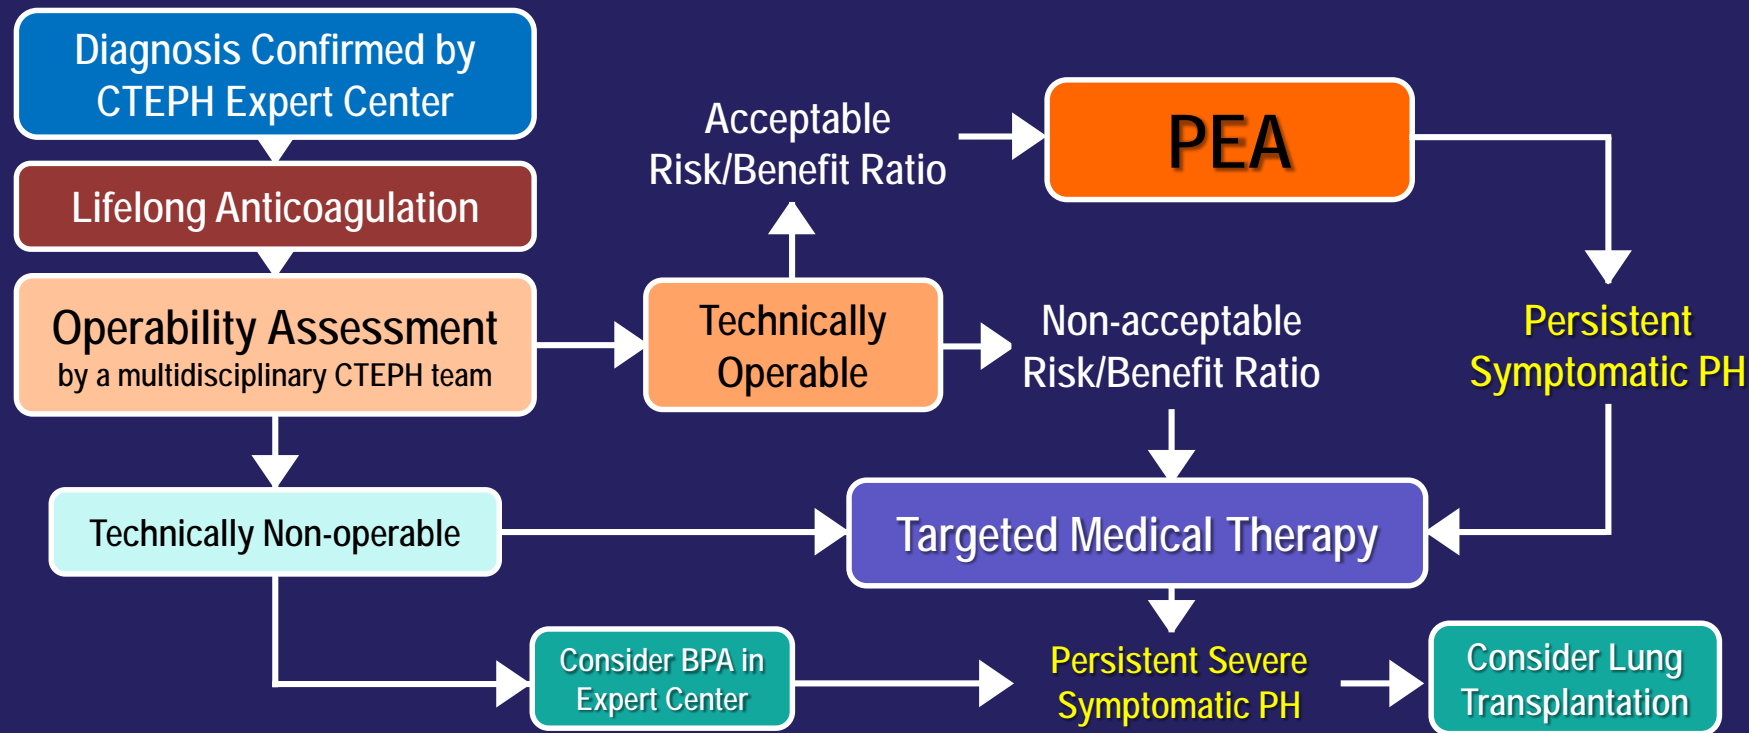 Diagnosis Confirmed by
CTEPH Expert Center
Lifelong Anticoagulation
Operability Assessment
by a multidisciplinary CTEPH team
Technically
Operable
Acceptable
Risk/Benefit Ratio
PEA
Non-acceptable
Risk/Benefit Ratio
Persistent
Symptomatic PH
Technically Non-operable
Targeted Medical Therapy
Consider BPA in
Expert Center
Persistent Severe
Symptomatic PH
Consider Lung
Transplantation